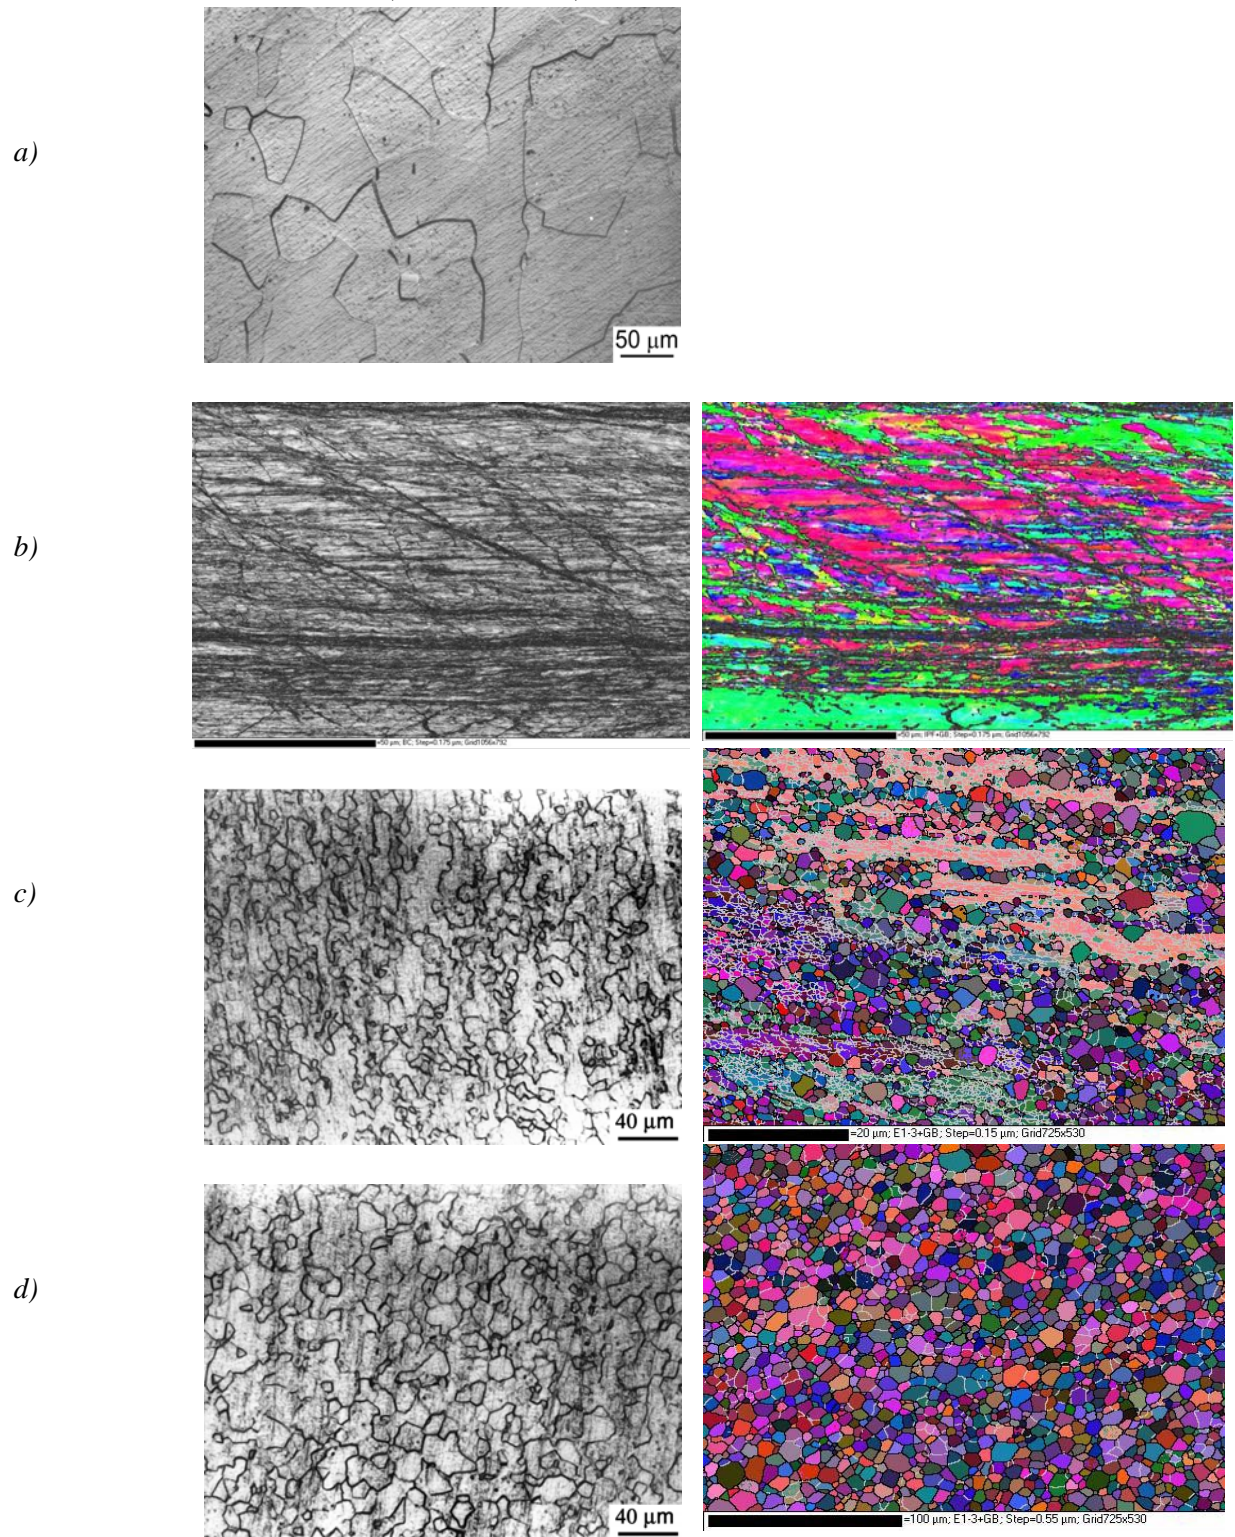 a)
50 µm
b)
=50 µm; BC; Step=0.175 µm; Grid1056x792
=50 µm; IPF+GB; Step=0.175 µm; Grid1056x792
c)
40 µm
=20 µm; E1-3+GB; Step=0.15 µm; Grid725x530
d)
40 µm
=100 µm; E1-3+GB; Step=0.55 µm; Grid725x530